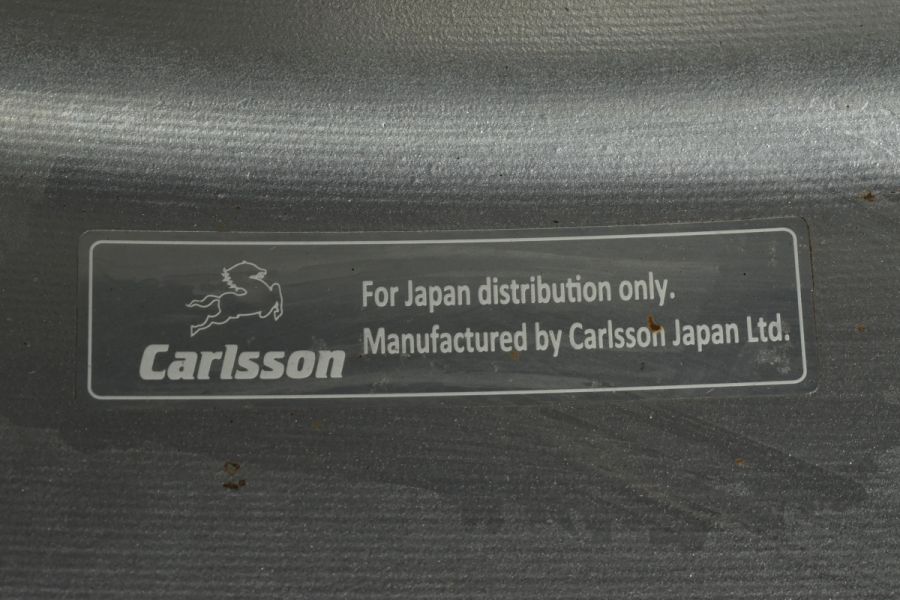 Carlsson
For Japan distribution only.
Manufactured by Carlsson Japan Ltd.